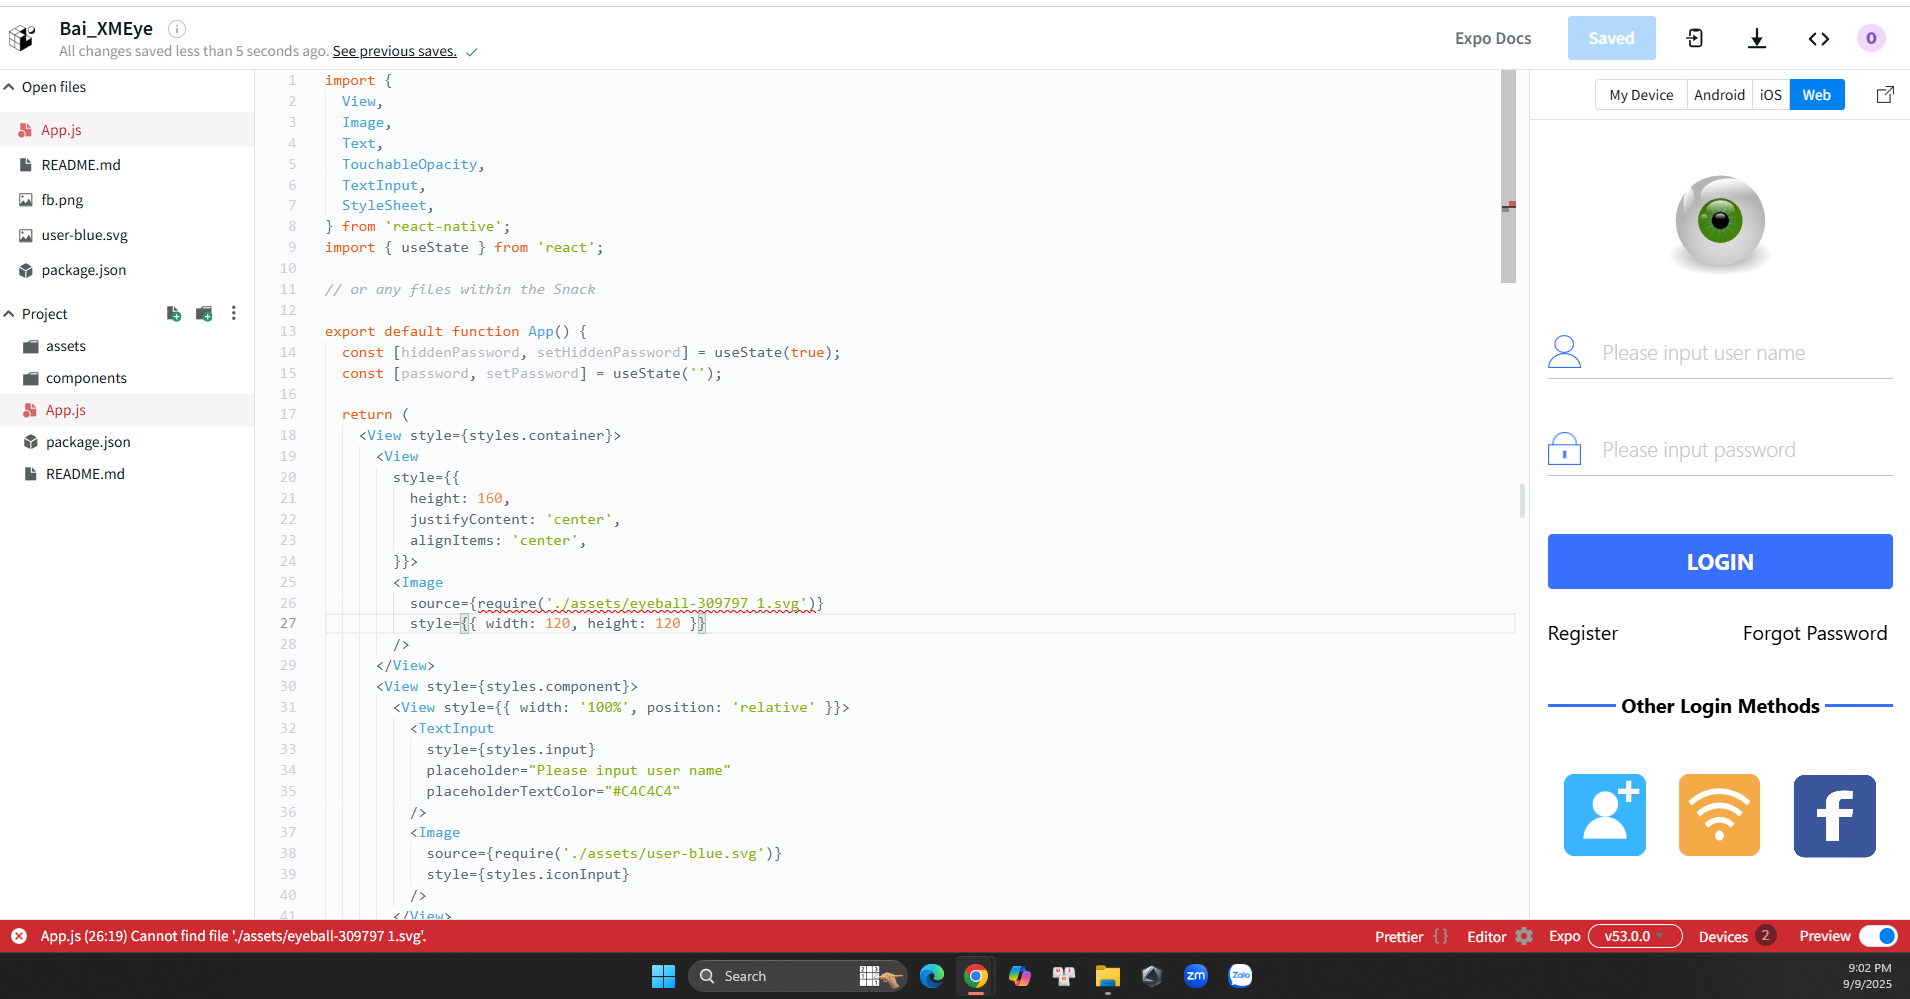 Bai_XMEye
All changes saved less than 5 seconds ago. See previous saves.
Expo Docs
Saved
O
Open files
App.js
README.md
fb.png
user-blue.svg
package.json
Project
assets
components
App.js
package.json
README.md
1 import {
2 View,
3 Image,
4 Text,
5 TouchableOpacity,
6 TextInput,
7 StyleSheet,
8 } from 'react-native';
9 import { useState } from 'react';
10
11 // or any files within the Snack
12
13 export default function App() {
14 const [hiddenPassword, setHiddenPassword] = useState(true);
15 const [password, setPassword] = useState('');
16
17 return (
18 <View style={styles.container}>
19 <View
20 style={{
21 height: 160,
22 justifyContent: 'center',
23 alignItems: 'center',
24 }}>
25 <Image
26 source={require('./assets/eyeball-309797 1.svg')}
27 style={{ width: 120, height: 120 }}
28 />
29 </View>
30 <View style={styles.component}>
31 <View style={{ width: '100%', position: 'relative' }}>
32 <TextInput
33 style={styles.input}
34 placeholder="Please input user name"
35 placeholderTextColor="#C4C4C4"
36 />
37 <Image
38 source={require('./assets/user-blue.svg')}
39 style={styles.iconInput}
40 />
41 </View>
My Device Android iOS Web
Please input user name
Please input password
LOGIN
Register Forgot Password
Other Login Methods
App.js (26:19) Cannot find file './assets/eyeball-309797 1.svg'.
Prettier {} Editor Expo v53.0.0 Devices 2 Preview
Search
zm
Zalo
9:02 PM
9/9/2025